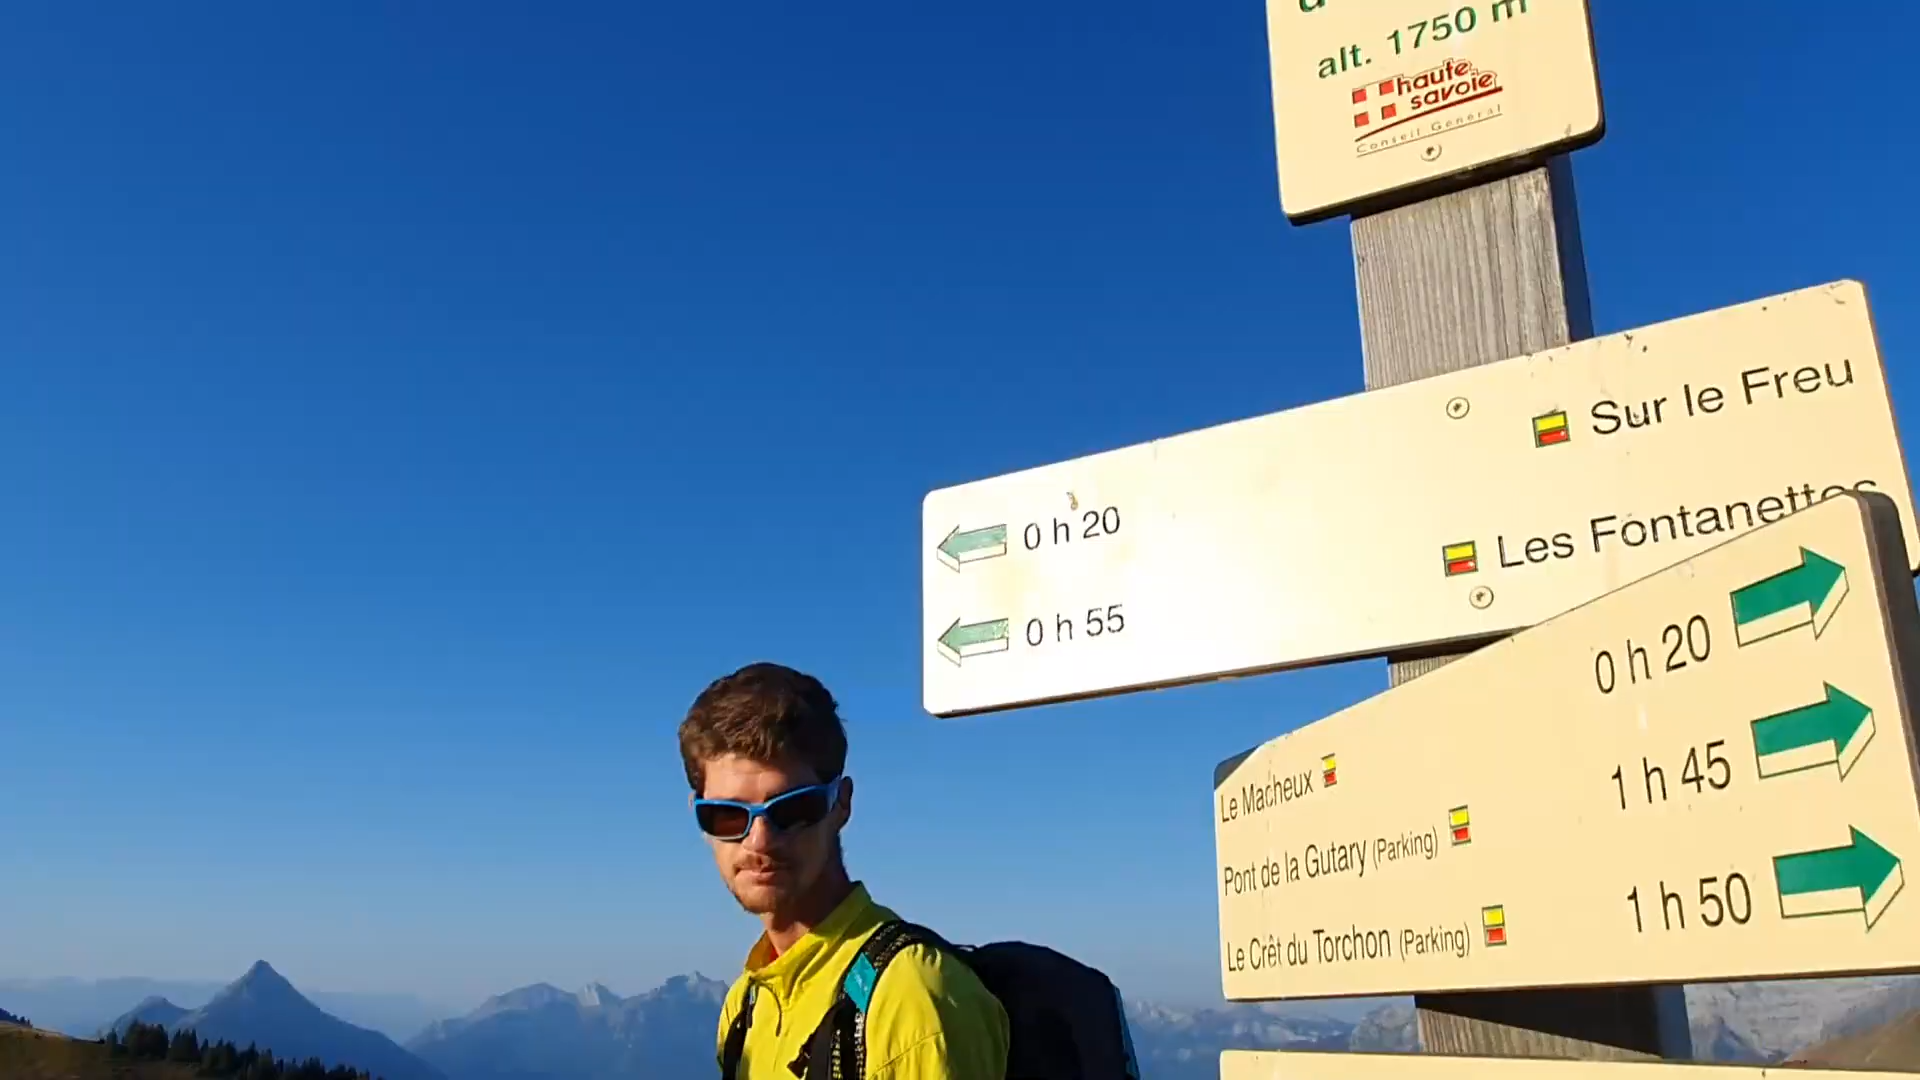 alt. 1750 m
haute
savoie
Conseil Général
Sur le Freu
0 h 20
Les Fontanettes
0 h 55
Le Macheux 0 h 20
Pont de la Gutary (Parking) 1 h 45
Le Crêt du Torchon (Parking) 1 h 50